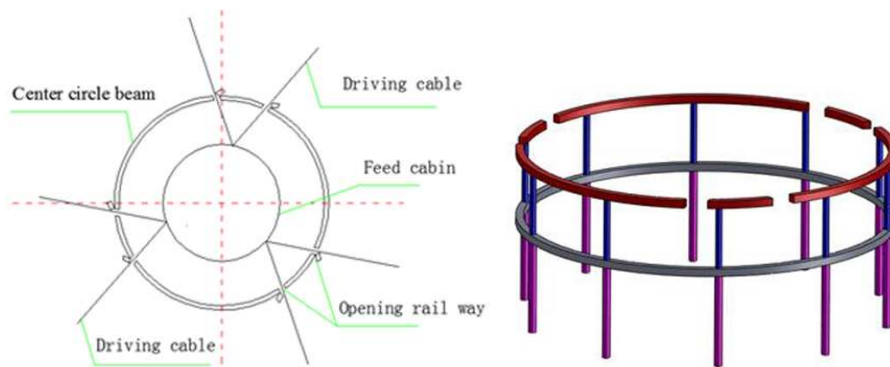 Driving cable
Center circle beam
Feed cabin
Opening rail way
Driving cable